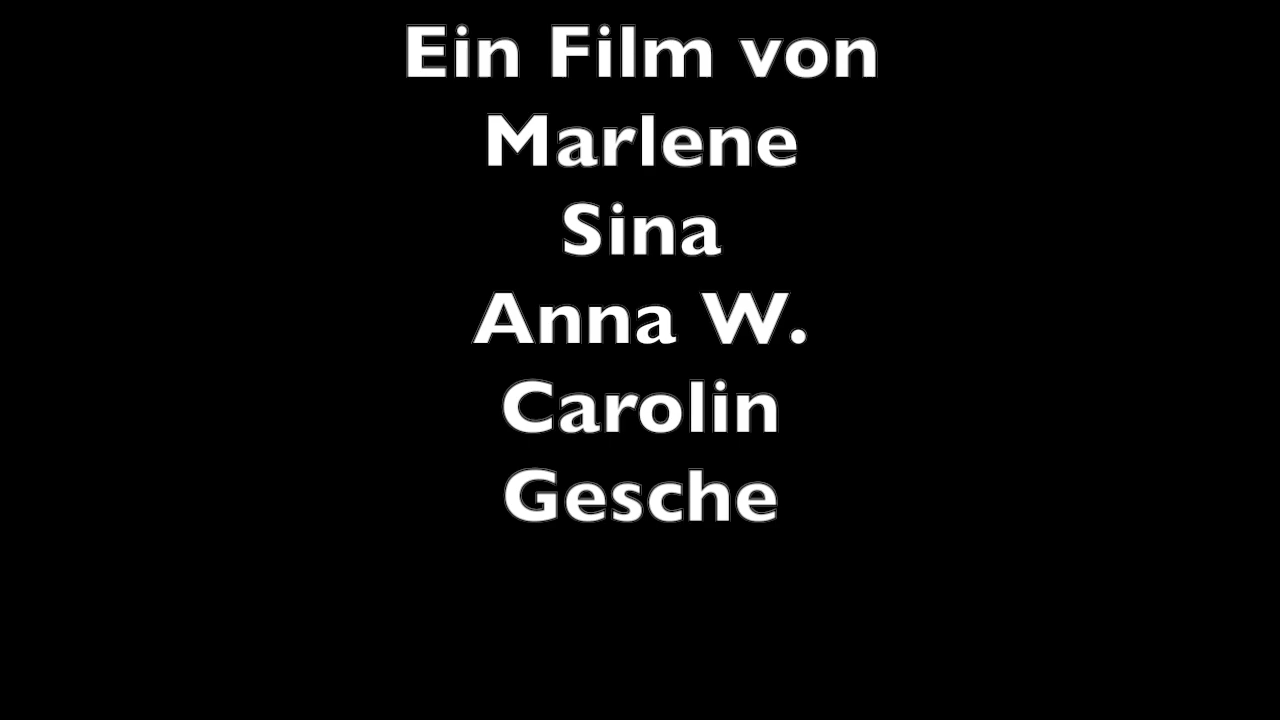 Ein Film von
Marlene
Sina
Anna W.
Carolin
Gesche